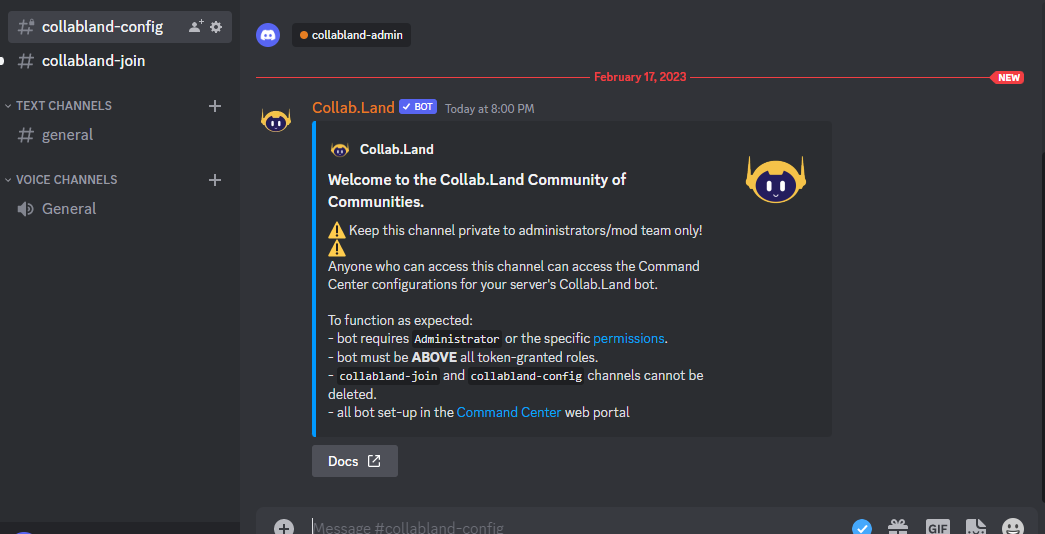 collabland-config
collabland-join
TEXT CHANNELS
general
VOICE CHANNELS
General
collabland-admin
February 17, 2023
NEW
Collab.Land BOT Today at 8:00 PM
Collab.Land
Welcome to the Collab.Land Community of
Communities.
⚠️ Keep this channel private to administrators/mod team only!
⚠️
Anyone who can access this channel can access the Command
Center configurations for your server's Collab.Land bot.
To function as expected:
- bot requires Administrator or the specific permissions.
- bot must be ABOVE all token-granted roles.
- collabland-join and collabland-config channels cannot be
deleted.
- all bot set-up in the Command Center web portal
Docs
Message #collabland-config
GIF